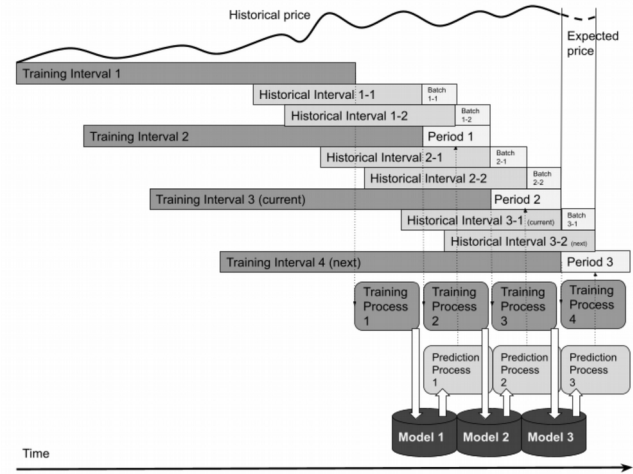 Historical price
Expected
price
Training Interval 1
Historical Interval 1-1
Batch
1-1
Historical Interval 1-2
Batch
1-2
Training Interval 2
Period 1
Historical Interval 2-1
Batch
2-1
Historical Interval 2-2
Batch
2-2
Training Interval 3 (current)
Period 2
Historical Interval 3-1 (current)
Batch
3-1
Historical Interval 3-2 (next)
Training Interval 4 (next)
Period 3
Training
Process
1
Training
Process
2
Training
Process
3
Training
Process
4
Prediction
Process
1
Prediction
Process
2
Prediction
Process
3
Model 1
Model 2
Model 3
Time